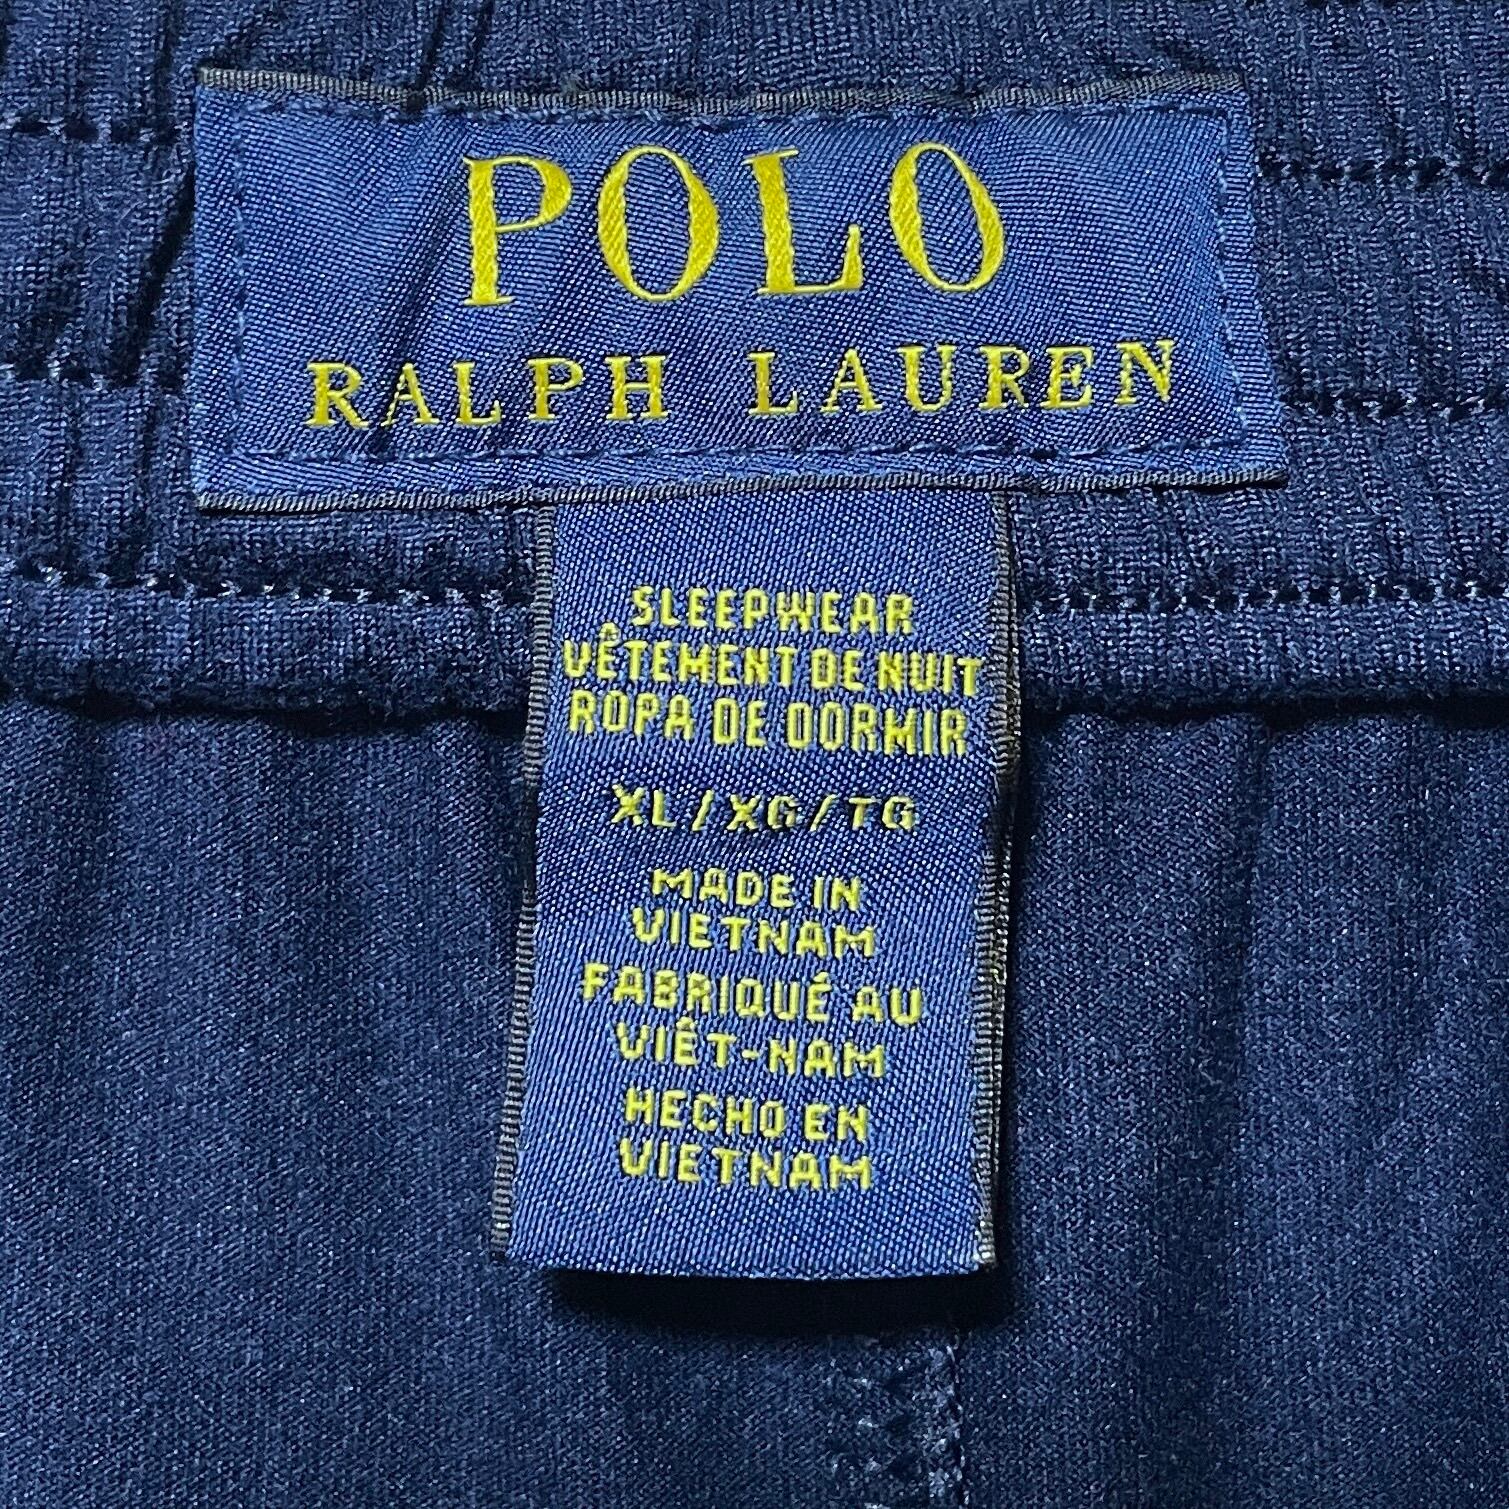 POLO
RALPH LAUREN
SLEEPWEAR
VÊTEMENT DE NUIT
ROPA DE DORMIR
XL/XG/TG
MADE IN
VIETNAM
FABRIQUÉ AU
VIÊT-NAM
HECHO EN
VIETNAM